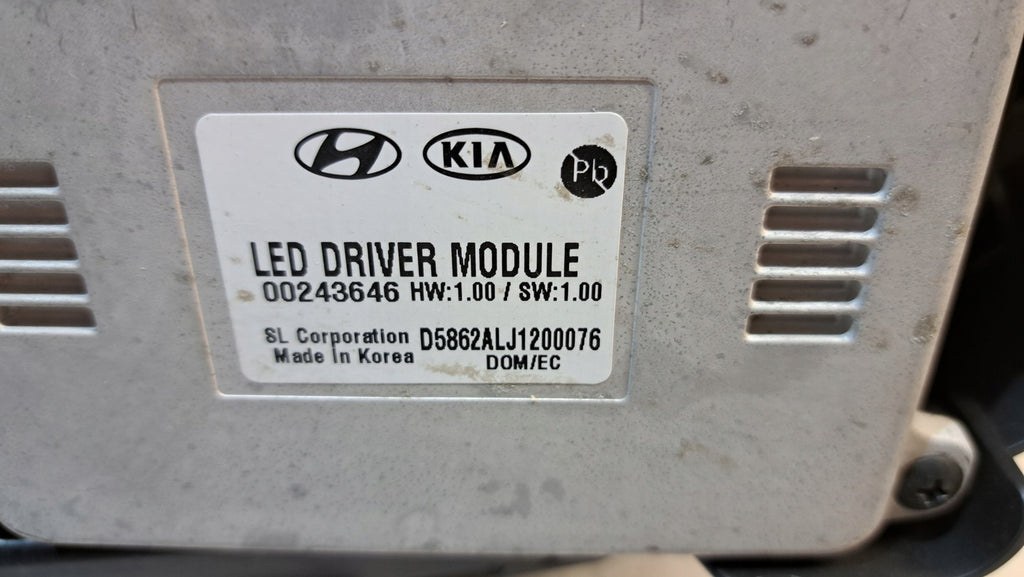 KIA
Pb
LED DRIVER MODULE
00243646 HW:1.00 / SW:1.00
SL Corporation D5862ALJ1200076
Made In Korea DOM/EC